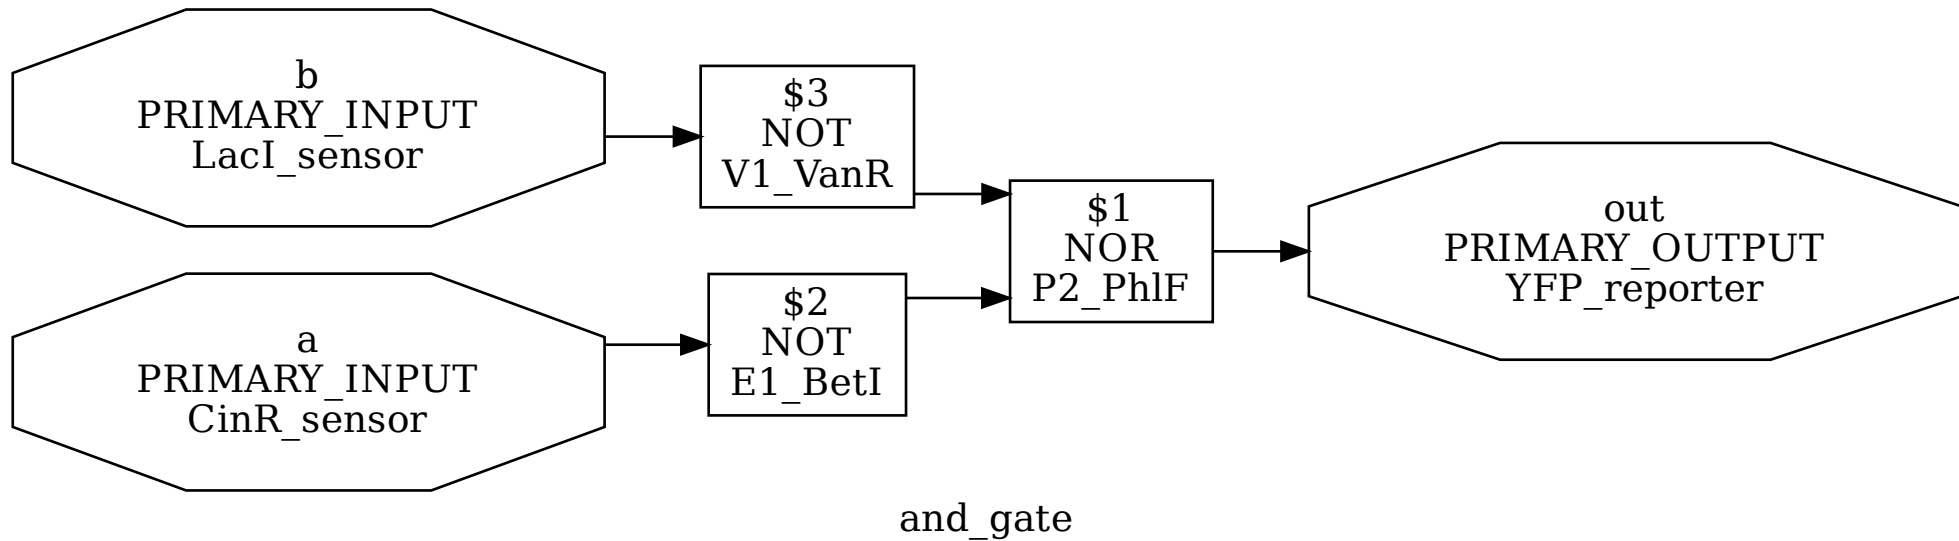 b
PRIMARY_INPUT
LacI_sensor
$3
NOT
V1_VanR
a
PRIMARY_INPUT
CinR_sensor
$2
NOT
E1_BetI
$1
NOR
P2_PhlF
out
PRIMARY_OUTPUT
YFP_reporter
and_gate